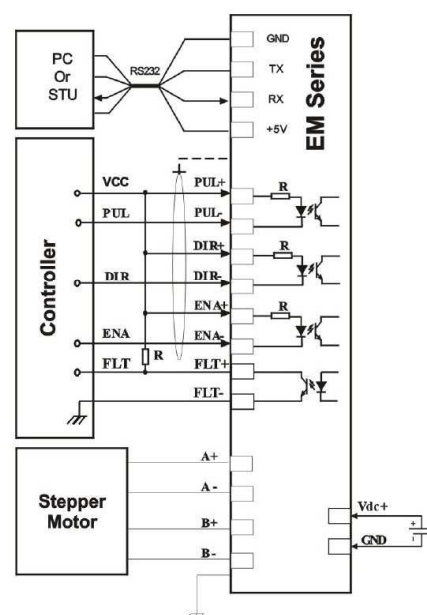 PC
Or
STU
RS232
GND
TX
RX
+5V
EM Series
Controller
VCC
PUL
DIR
ENA
FLT
R
PUL+
PUL-
DIR+
DIR-
ENA+
ENA-
FLT+
FLT-
R
R
R
Stepper
Motor
A+
A-
B+
B-
Vdc+
GND
+
-